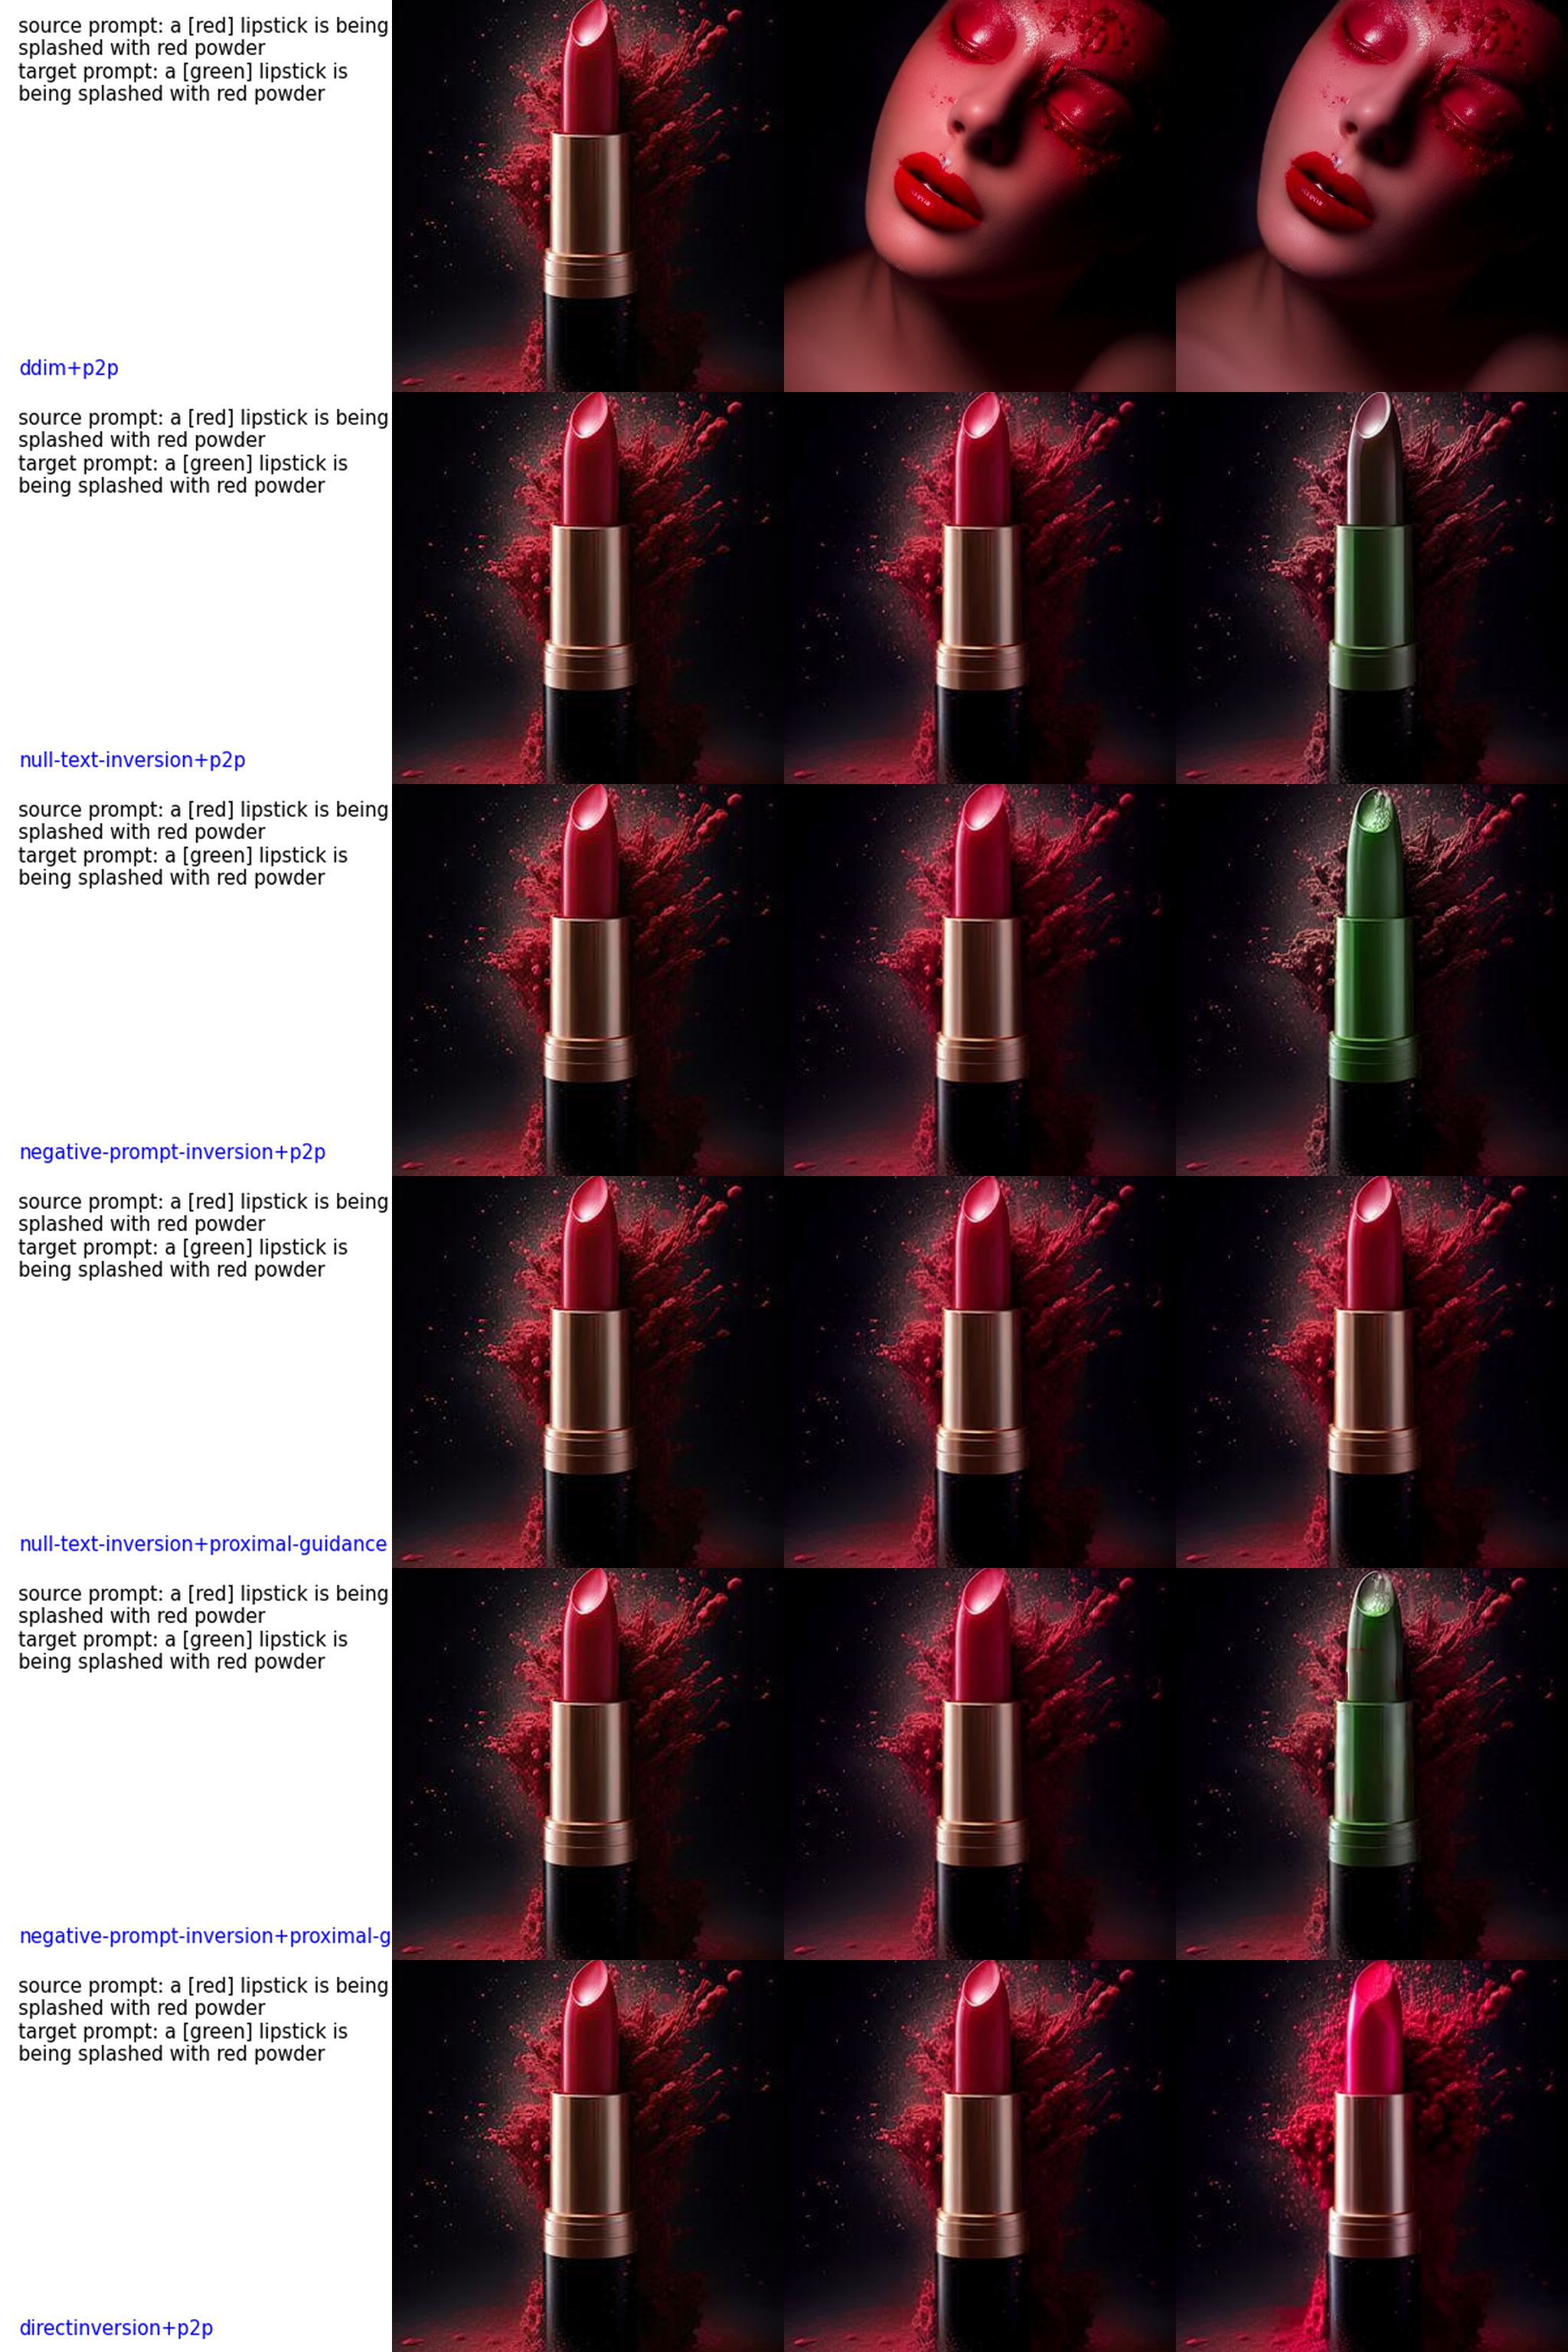 source prompt: a [red] lipstick is being
splashed with red powder
target prompt: a [green] lipstick is
being splashed with red powder
ddim+p2p
source prompt: a [red] lipstick is being
splashed with red powder
target prompt: a [green] lipstick is
being splashed with red powder
null-text-inversion+p2p
source prompt: a [red] lipstick is being
splashed with red powder
target prompt: a [green] lipstick is
being splashed with red powder
negative-prompt-inversion+p2p
source prompt: a [red] lipstick is being
splashed with red powder
target prompt: a [green] lipstick is
being splashed with red powder
null-text-inversion+proximal-guidance
source prompt: a [red] lipstick is being
splashed with red powder
target prompt: a [green] lipstick is
being splashed with red powder
negative-prompt-inversion+proximal-g
source prompt: a [red] lipstick is being
splashed with red powder
target prompt: a [green] lipstick is
being splashed with red powder
directinversion+p2p